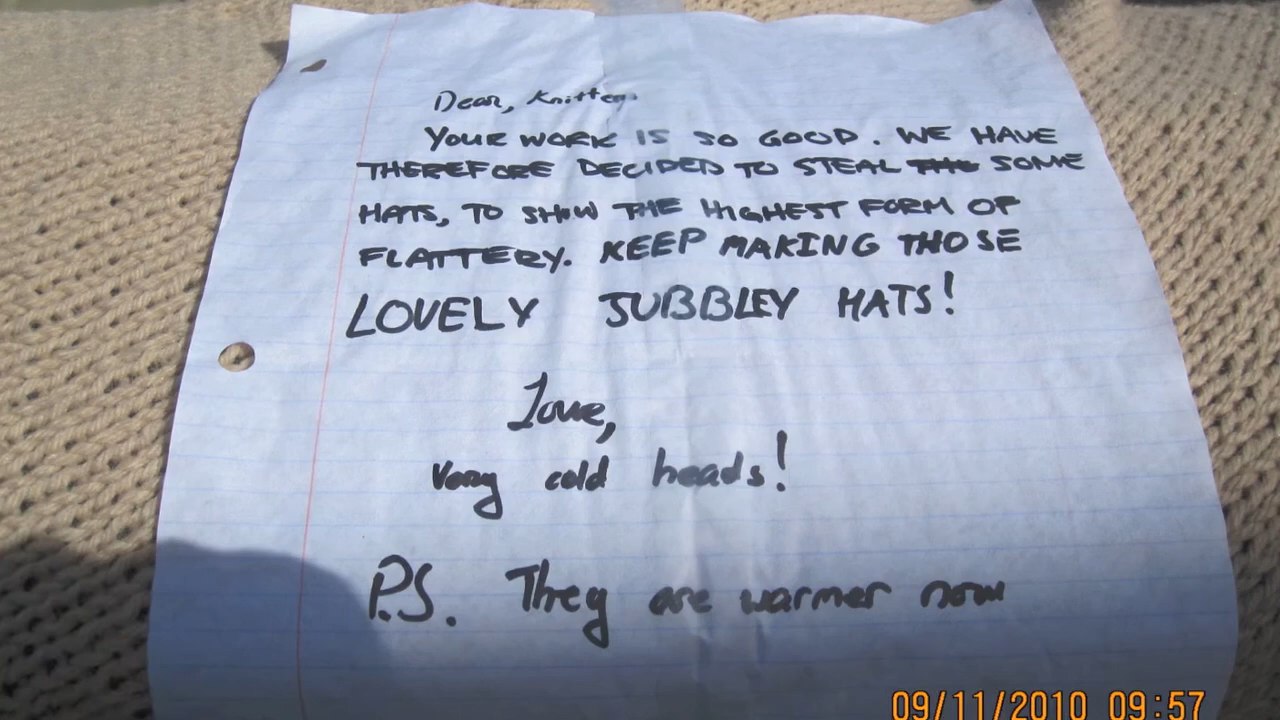 Dear, Knitters
YOUR WORK IS SO GOOD. WE HAVE
THEREFORE DECIDED TO STEAL THE SOME
HATS, TO SHOW THE HIGHEST FORM OF
FLATTERY. KEEP MAKING THOSE
LOVELY JUBBLEY HATS!
Love,
Very cold heads!
P.S. They are warmer now
09/11/2010 09:57